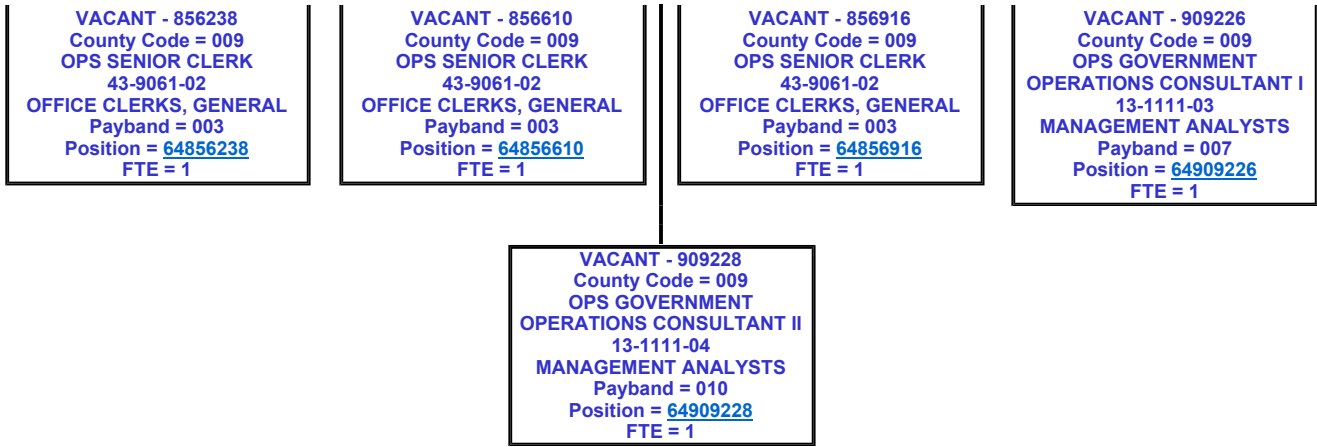 VACANT - 856238
County Code = 009
OPS SENIOR CLERK
43-9061-02
OFFICE CLERKS, GENERAL
Payband = 003
Position = 64856238
FTE = 1
VACANT - 856610
County Code = 009
OPS SENIOR CLERK
43-9061-02
OFFICE CLERKS, GENERAL
Payband = 003
Position = 64856610
FTE = 1
VACANT - 856916
County Code = 009
OPS SENIOR CLERK
43-9061-02
OFFICE CLERKS, GENERAL
Payband = 003
Position = 64856916
FTE = 1
VACANT - 909226
County Code = 009
OPS GOVERNMENT
OPERATIONS CONSULTANT I
13-1111-03
MANAGEMENT ANALYSTS
Payband = 007
Position = 64909226
FTE = 1
VACANT - 909228
County Code = 009
OPS GOVERNMENT
OPERATIONS CONSULTANT II
13-1111-04
MANAGEMENT ANALYSTS
Payband = 010
Position = 64909228
FTE = 1